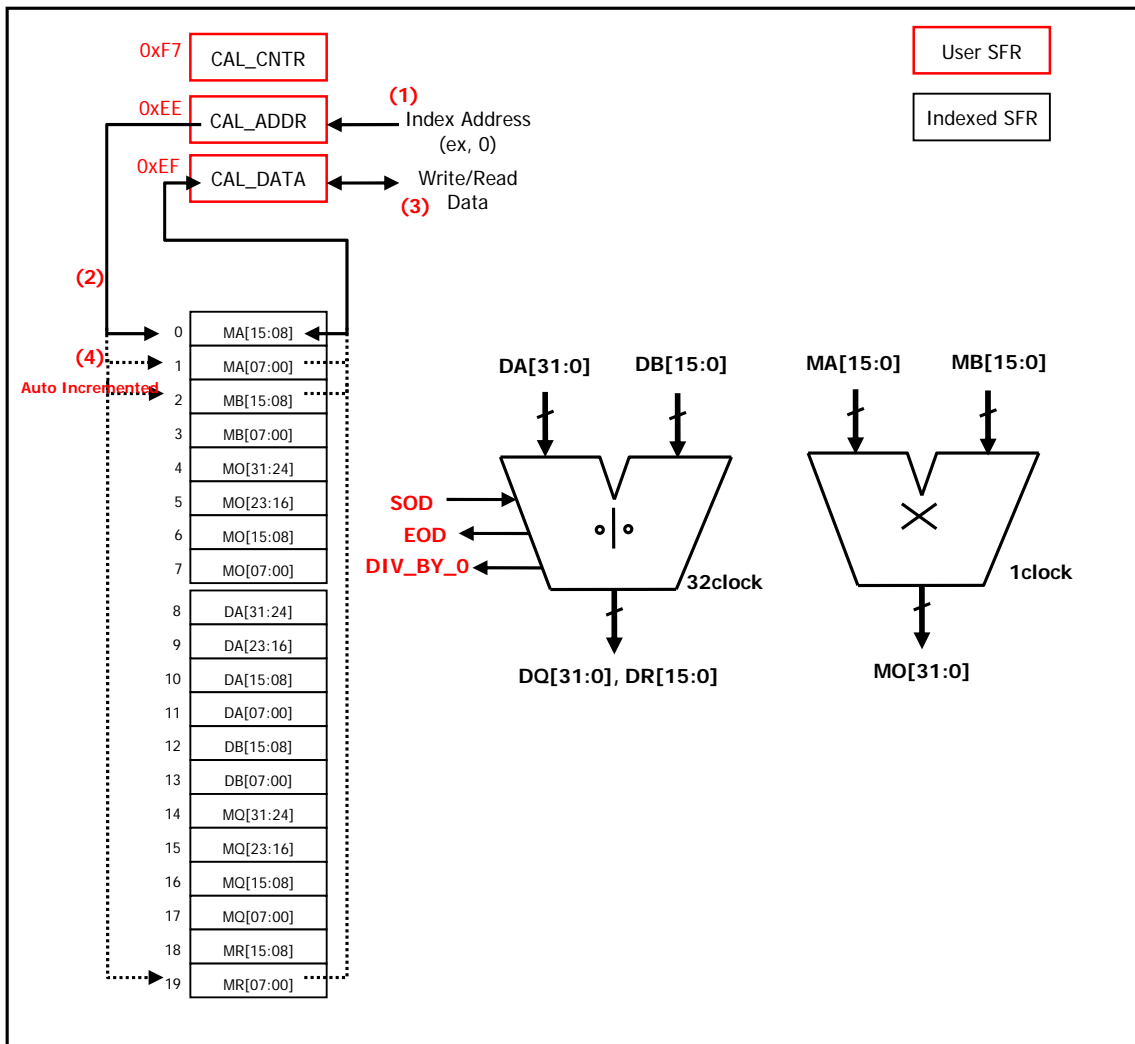 0xF7
CAL_CNTR
User SFR
0xEE
CAL_ADDR
(1)
Index Address
(ex, 0)
Indexed SFR
0xEF
CAL_DATA
Write/Read
Data
(3)
(2)
0 MA[15:08]
(4)
1 MA[07:00]
Auto Incremented
2 MB[15:08]
3 MB[07:00]
4 MO[31:24]
5 MO[23:16]
6 MO[15:08]
7 MO[07:00]
8 DA[31:24]
9 DA[23:16]
10 DA[15:08]
11 DA[07:00]
12 DB[15:08]
13 DB[07:00]
14 MQ[31:24]
15 MQ[23:16]
16 MQ[15:08]
17 MQ[07:00]
18 MR[15:08]
19 MR[07:00]
DA[31:0] DB[15:0]
SOD
EOD
DIV_BY_0
32clock
DQ[31:0], DR[15:0]
MA[15:0] MB[15:0]
1clock
MO[31:0]